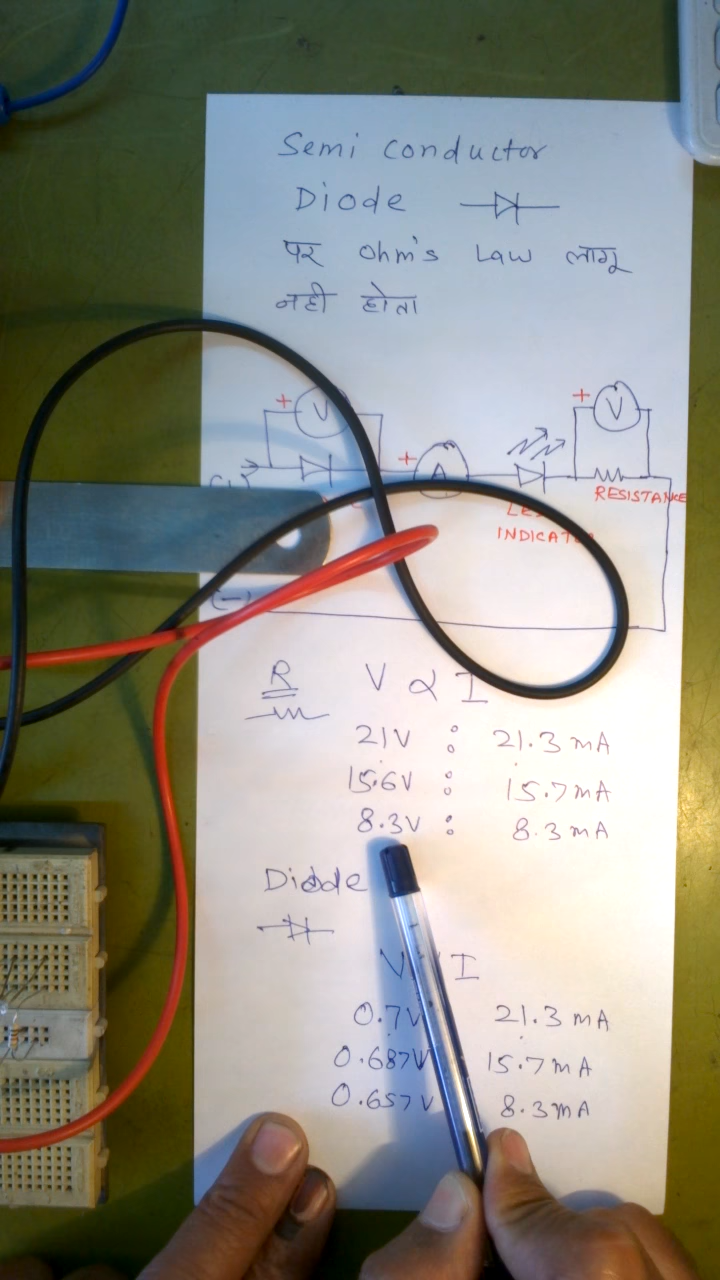 Semi conductor
Diode
पर Ohm's Law लागू
नही होता
+ V + V
+ A
RESISTANCE
INDICATOR
(-)
R V ∝ I
21V : 21.3 mA
15.6V : 15.7 mA
8.3V : 8.3 mA
Diode
V I
0.7V 21.3 mA
0.687V 15.7 mA
0.657V 8.3 mA